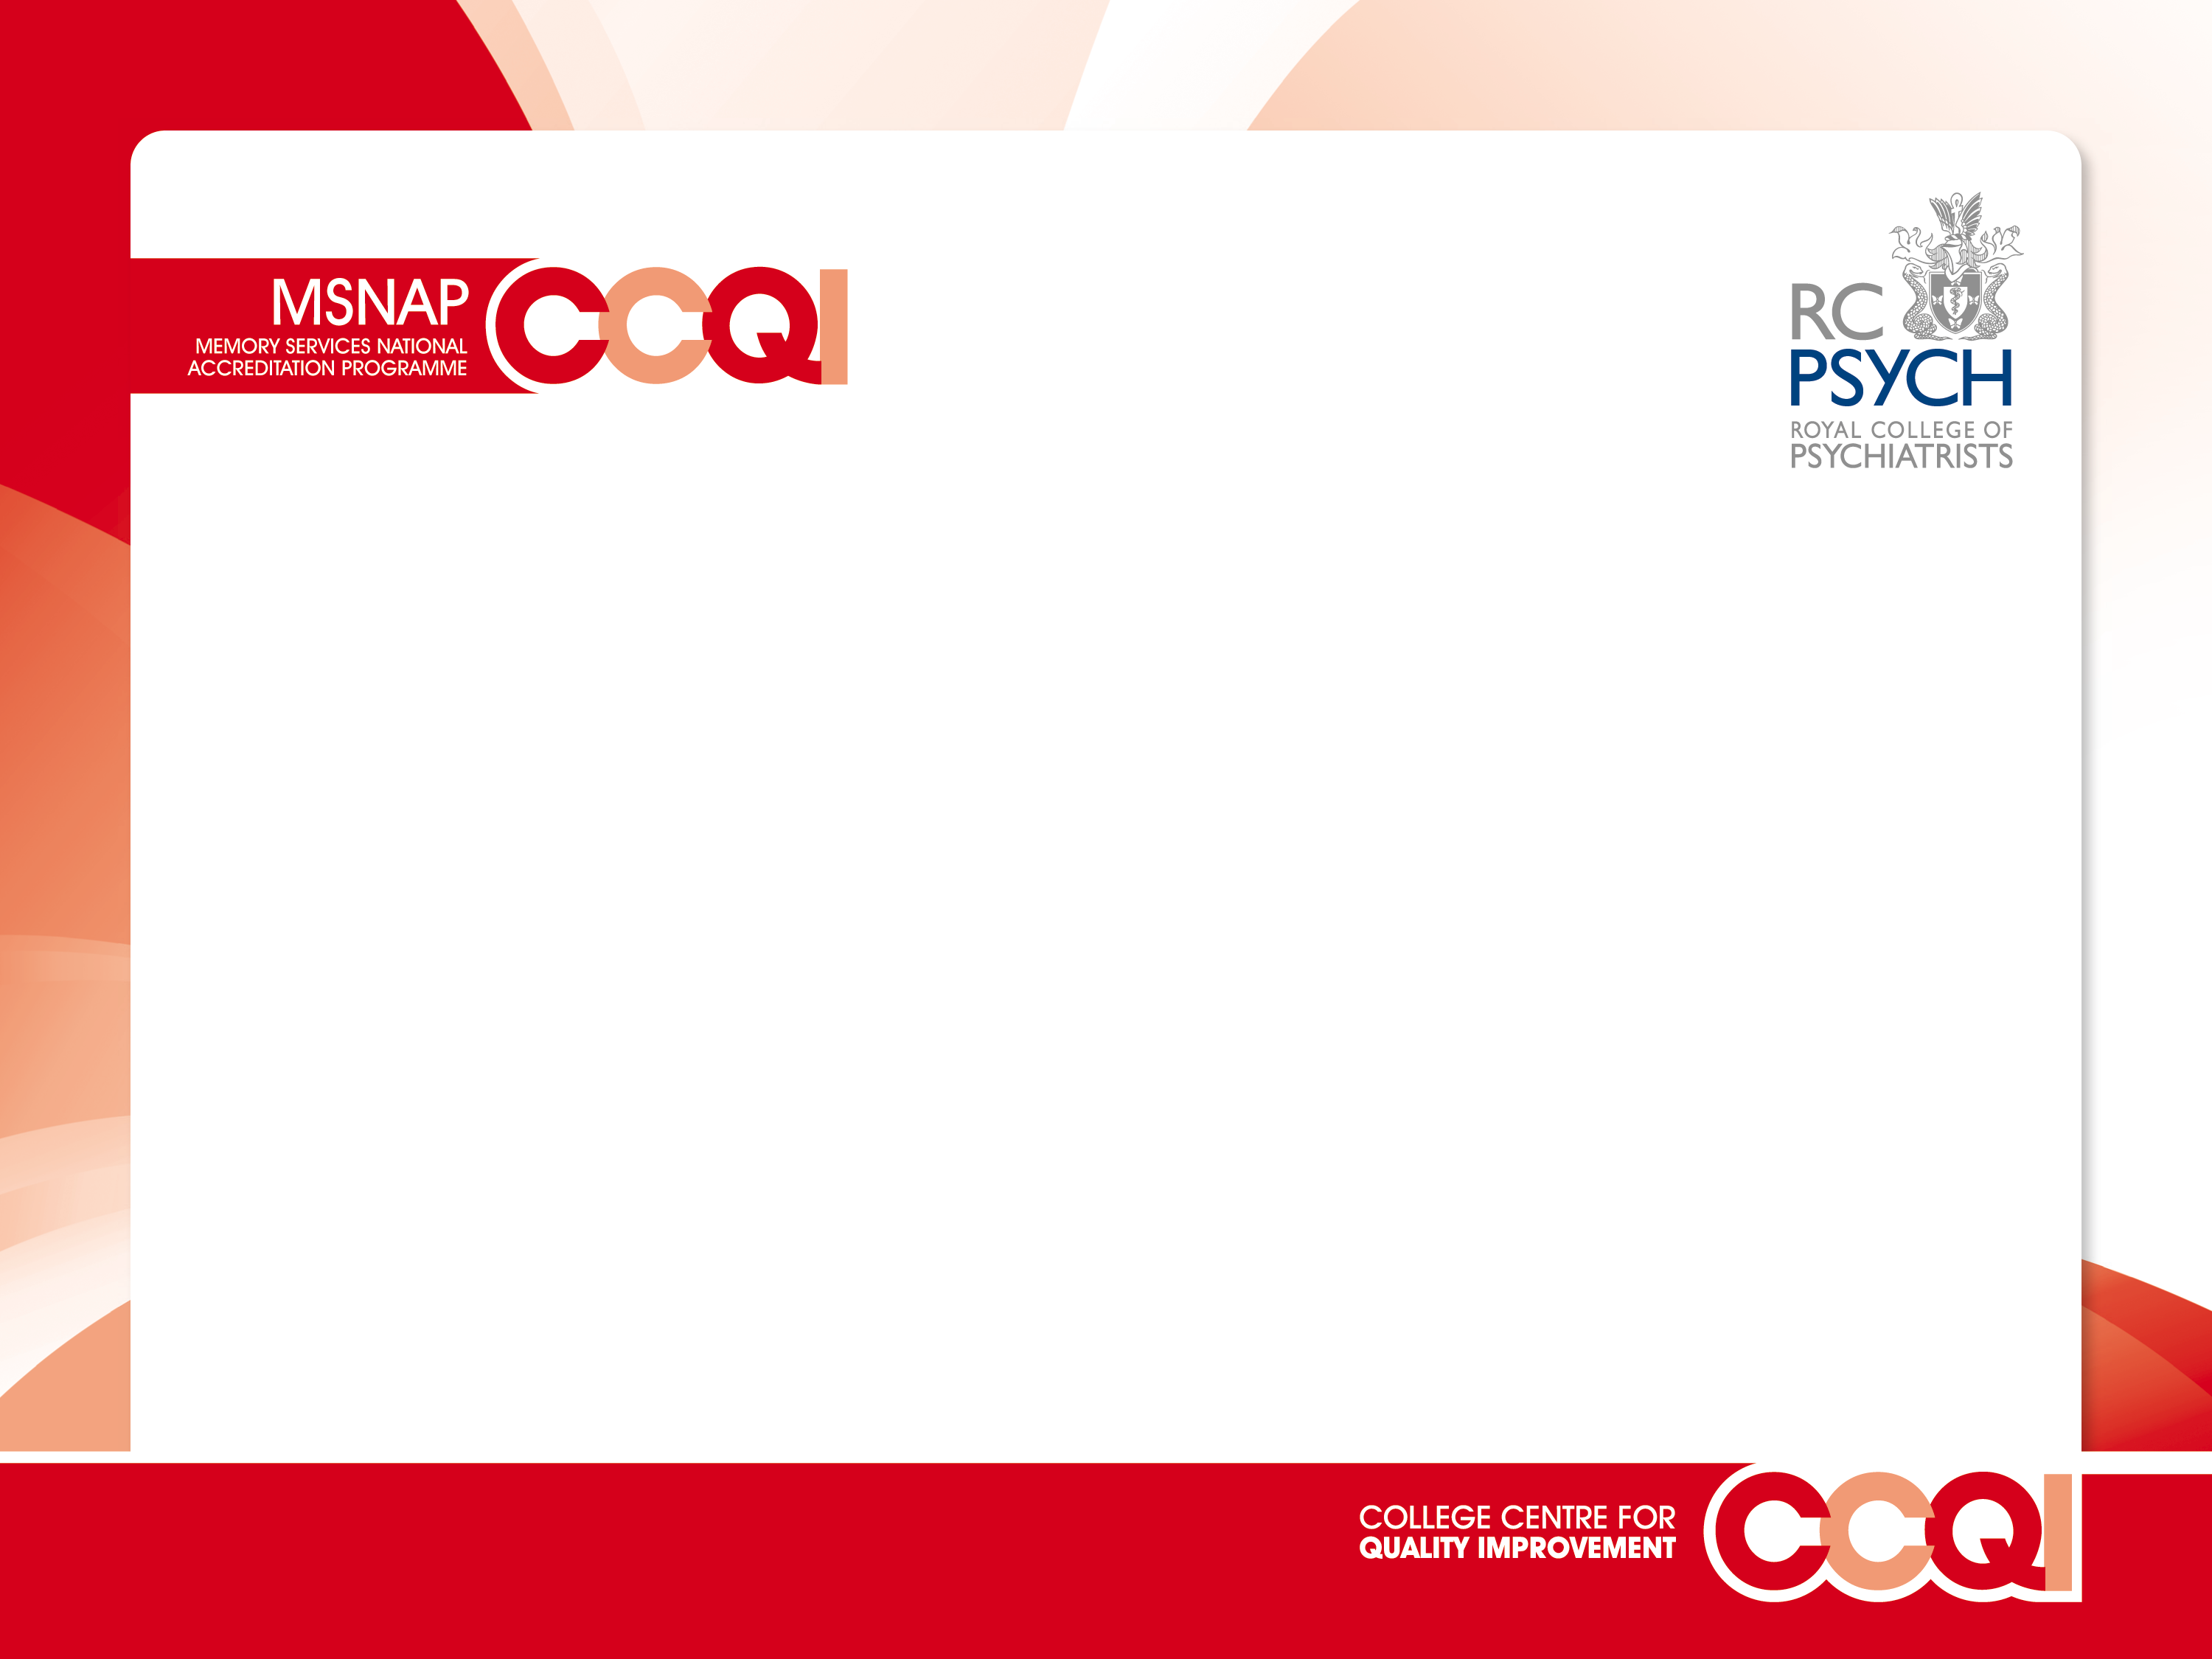 MSNAP
MEMORY SERVICES NATIONAL
ACCREDITATION PROGRAMME
CCQI
RC
PSYCH
ROYAL COLLEGE OF
PSYCHIATRISTS
COLLEGE CENTRE FOR
QUALITY IMPROVEMENT
CCQI